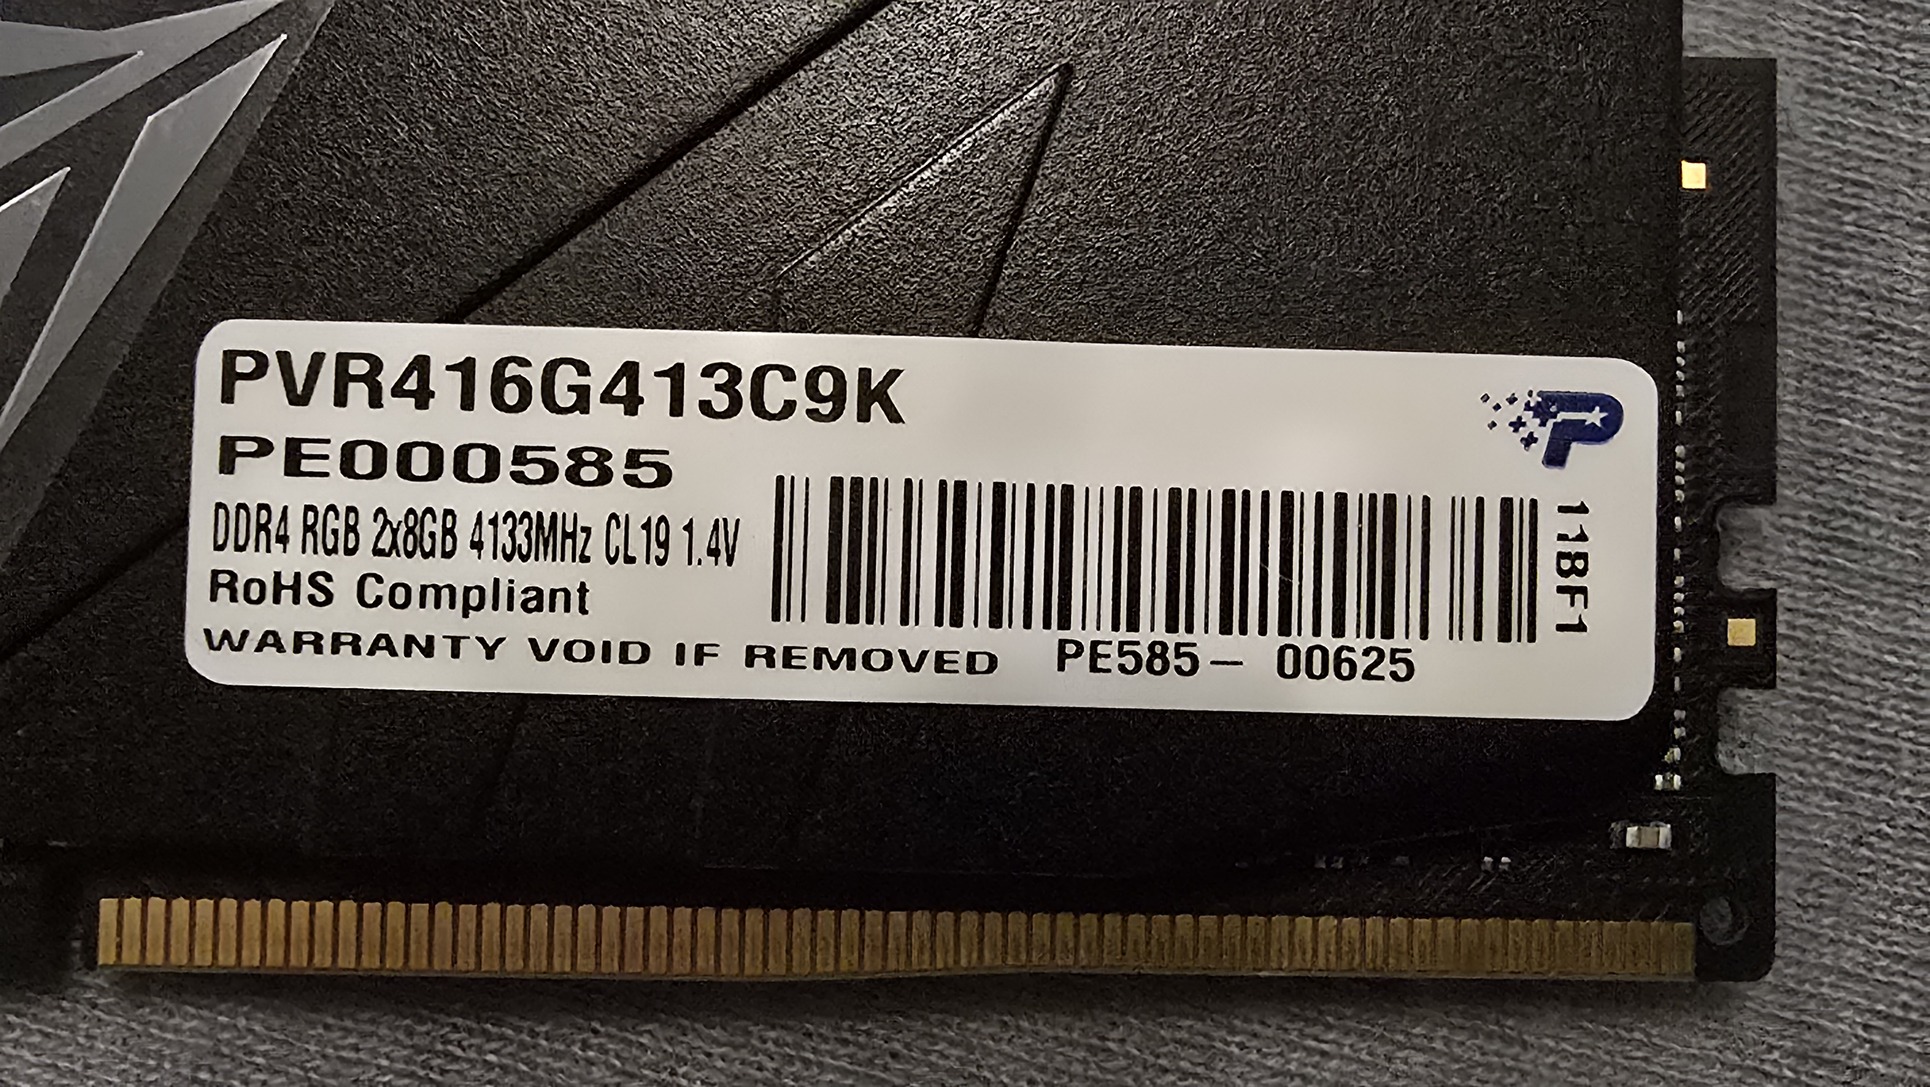 PVR416G413C9K
PE000585
DDR4 RGB 2x8GB 4133MHz CL19 1.4V
RoHS Compliant
WARRANTY VOID IF REMOVED PE585- 00625
11BF1